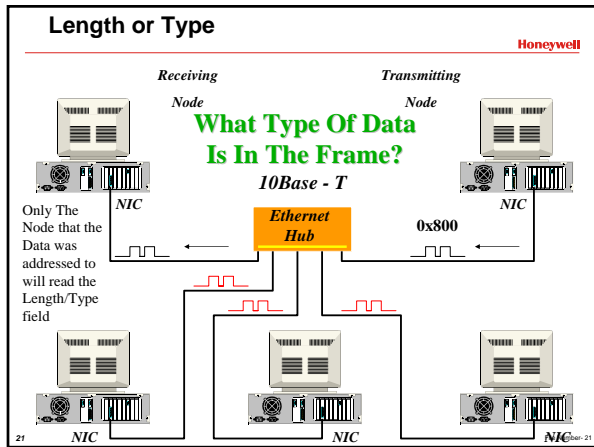 Length or Type
Honeywell
Receiving
Node
Transmitting
Node
What Type Of Data
Is In The Frame?
10Base - T
NIC
NIC
Ethernet
Hub
0x800
Only The
Node that the
Data was
addressed to
will read the
Length/Type
field
NIC
NIC
NIC
21
- 21